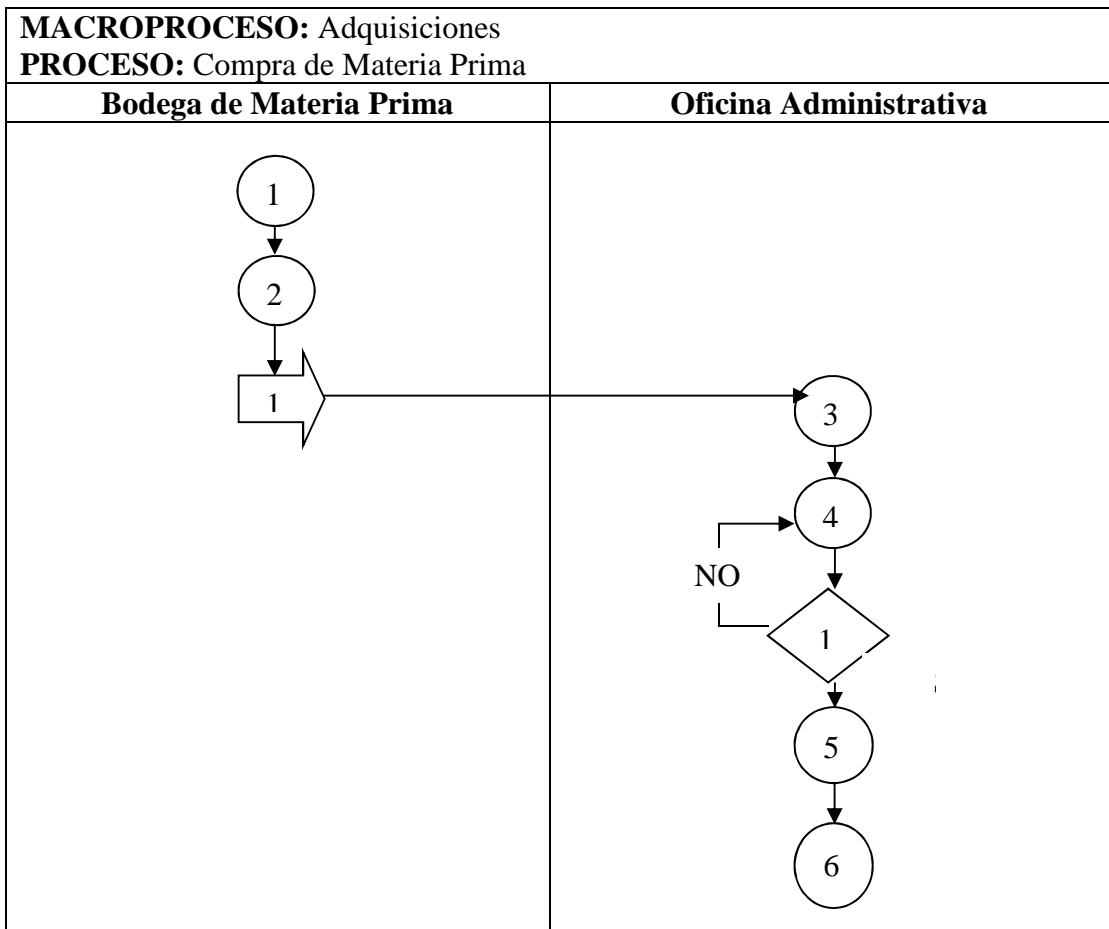 MACROPROCESO: Adquisiciones
PROCESO: Compra de Materia Prima
Bodega de Materia Prima
Oficina Administrativa
1
2
1
3
4
NO
1
5
6